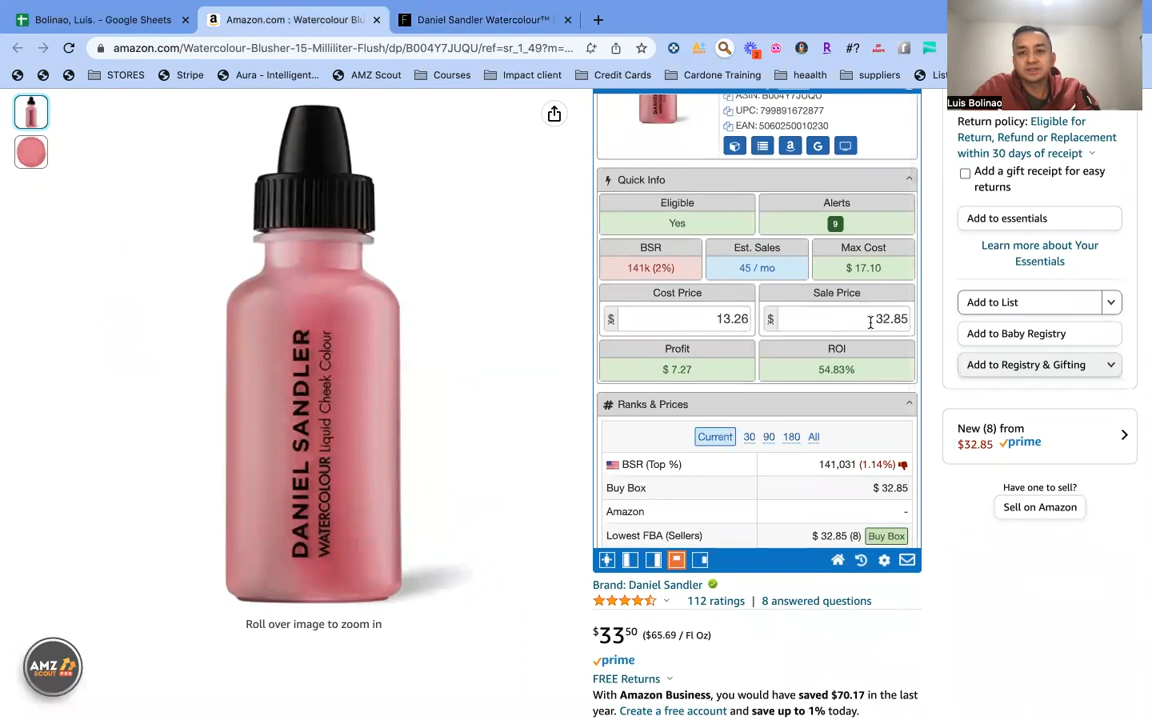 Bolinao, Luis. - Google Sheets
Amazon.com : Watercolour Blu
Daniel Sandler Watercolour™
amazon.com/Watercolour-Blusher-15-Milliliter-Flush/dp/B004Y7JUQU/ref=sr_1_49?m=...
STORES
Stripe
Aura - Intelligent...
AMZ Scout
Courses
Impact client
Credit Cards
Cardone Training
heaalth
suppliers
List
Luis Bolinao
DANIEL SANDLER
WATERCOLOUR Liquid Cheek Colour
Roll over image to zoom in
AMZ
SCOUT PRO
DANIEL SANDLER
ASIN: B004Y7JUQU
UPC: 799891672877
EAN: 5060250010230
Quick Info
Eligible
Alerts
Yes
9
BSR
Est. Sales
Max Cost
141k (2%)
45 / mo
$ 17.10
Cost Price
Sale Price
$ 13.26
$ 32.85
Profit
ROI
$ 7.27
54.83%
Ranks & Prices
Current 30 90 180 All
BSR (Top %) 141,031 (1.14%)
Buy Box $ 32.85
Amazon -
Lowest FBA (Sellers) $ 32.85 (8) Buy Box
Brand: Daniel Sandler
112 ratings | 8 answered questions
$33 50 ($65.69 / Fl Oz)
prime
FREE Returns
With Amazon Business, you would have saved $70.17 in the last
year. Create a free account and save up to 1% today.
Return policy: Eligible for
Return, Refund or Replacement
within 30 days of receipt
Add a gift receipt for easy
returns
Add to essentials
Learn more about Your
Essentials
Add to List
Add to Baby Registry
Add to Registry & Gifting
New (8) from
$32.85 prime
Have one to sell?
Sell on Amazon